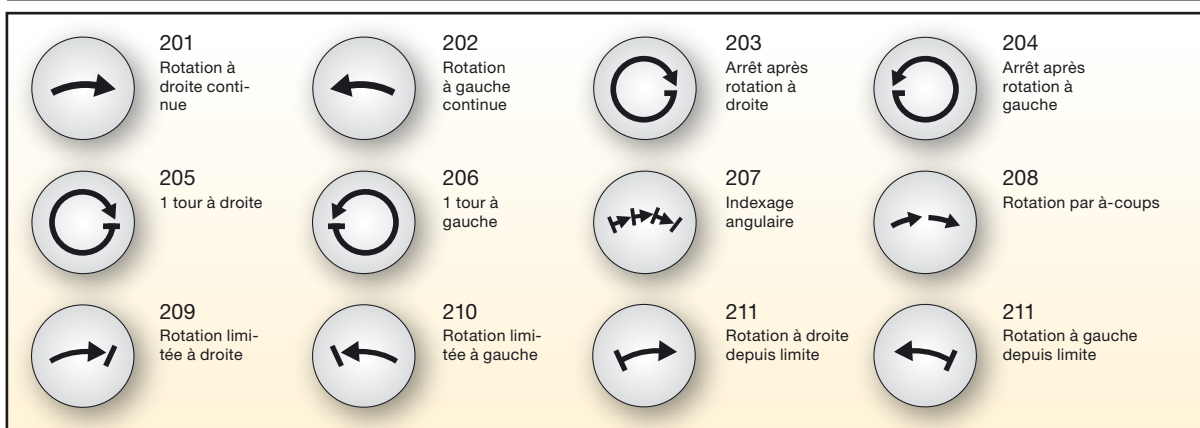 201
Rotation à
droite conti-
nue
202
Rotation
à gauche
continue
203
Arrêt après
rotation à
droite
204
Arrêt après
rotation à
gauche
205
1 tour à droite
206
1 tour à
gauche
207
Indexage
angulaire
208
Rotation par à-coups
209
Rotation limi-
tée à droite
210
Rotation limi-
tée à gauche
211
Rotation à droite
depuis limite
211
Rotation à gauche
depuis limite